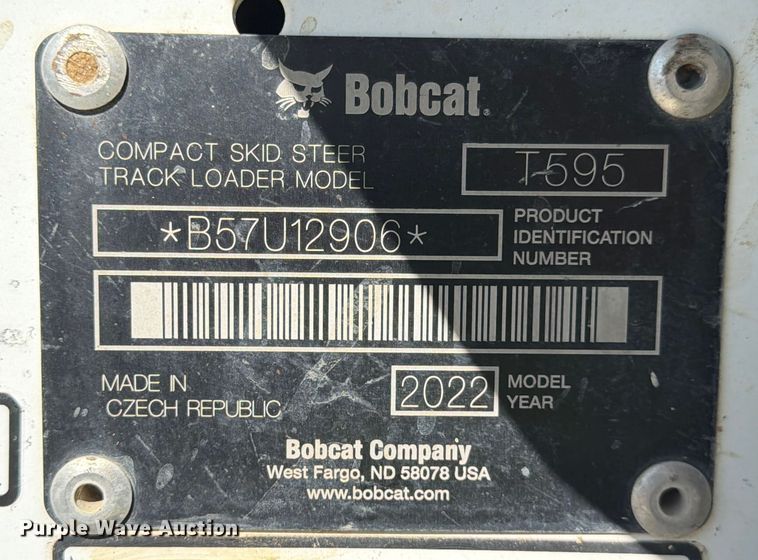 Bobcat®
COMPACT SKID STEER
TRACK LOADER MODEL
T595
*B57U12906*
PRODUCT
IDENTIFICATION
NUMBER
MADE IN
CZECH REPUBLIC
2022
MODEL
YEAR
Bobcat Company
West Fargo, ND 58078 USA
www.bobcat.com
Purple Wave Auction